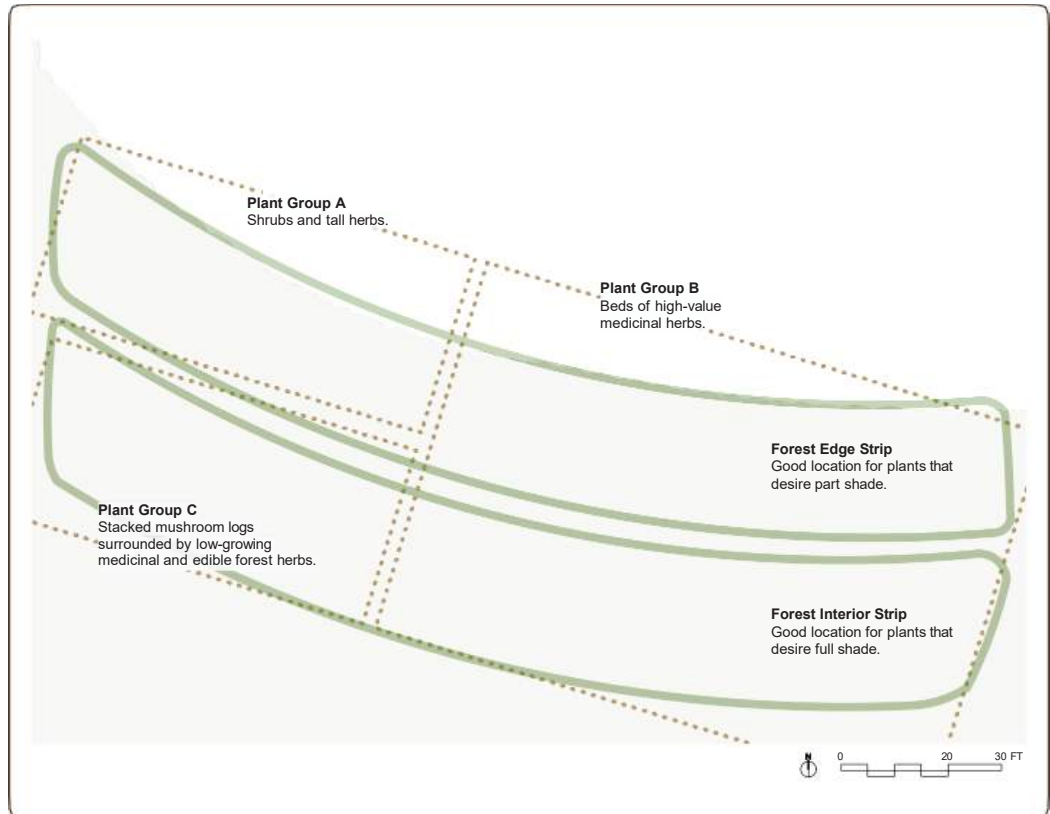 Plant Group A
Shrubs and tall herbs.
Plant Group B
Beds of high-value
medicinal herbs.
Forest Edge Strip
Good location for plants that
desire part shade.
Plant Group C
Stacked mushroom logs
surrounded by low-growing
medicinal and edible forest herbs.
Forest Interior Strip
Good location for plants that
desire full shade.
N
0 20 30 FT